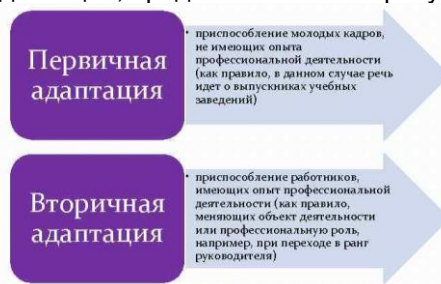 Первичная
адаптация
• приспособление молодых кадров,
не имеющих опыта
профессиональной деятельности
(как правило, в данном случае речь
идет о выпускниках учебных
заведений)
Вторичная
адаптация
• приспособление работников,
имеющих опыт профессиональной
деятельности (как правило,
меняющих объект деятельности
или профессиональную роль,
например, при переходе в ранг
руководителя)